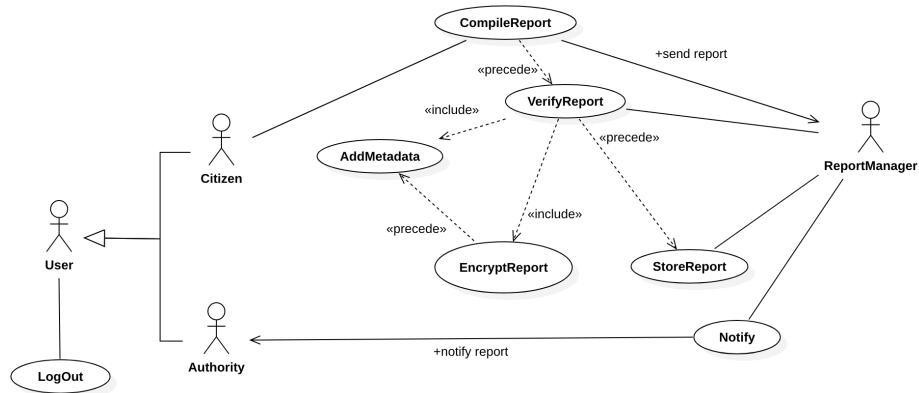 CompileReport
+send report
«precede»
VerifyReport
«include»
«precede»
AddMetadata
ReportManager
Citizen
«include»
«precede»
User
EncryptReport
StoreReport
Notify
+notify report
Authority
LogOut